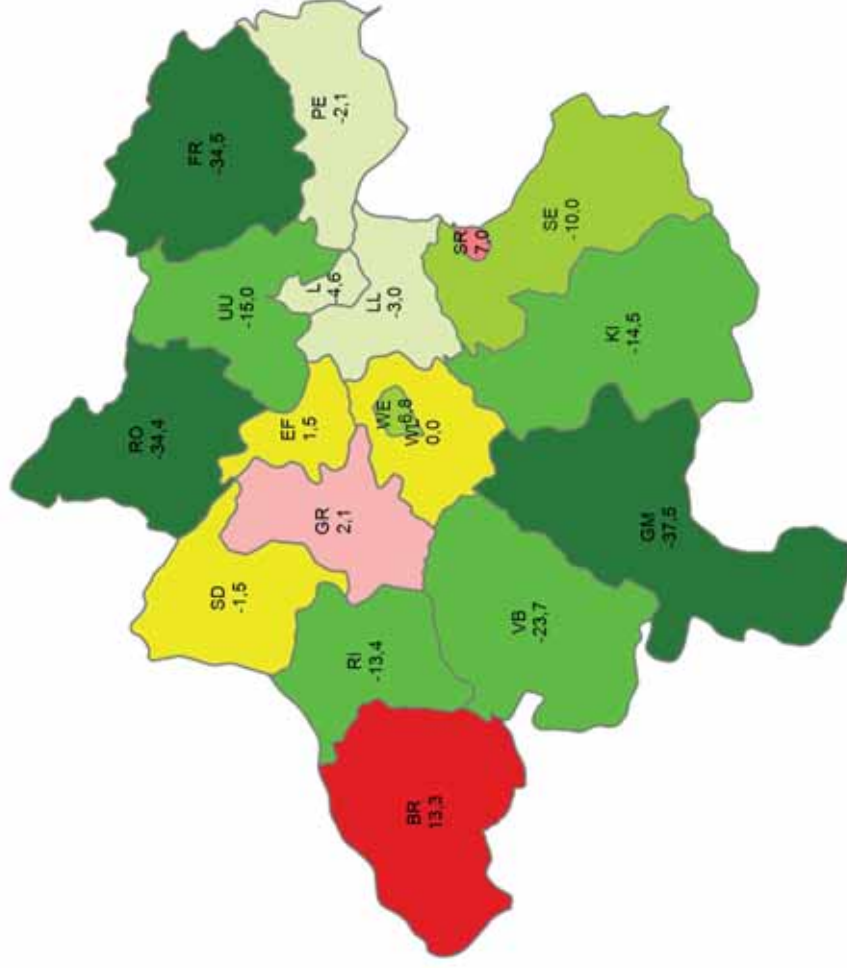 RO
-34,4
FR
-34,5
SD
-1,5
UU
-15,0
EF
1,5
L
-4,6
PE
-2,1
GR
2,1
RI
-13,4
LL
-3,0
WE
-6,8
WL
0,0
BR
13,3
SR
7,0
VB
-23,7
SE
-10,0
KI
-14,5
GM
-37,5